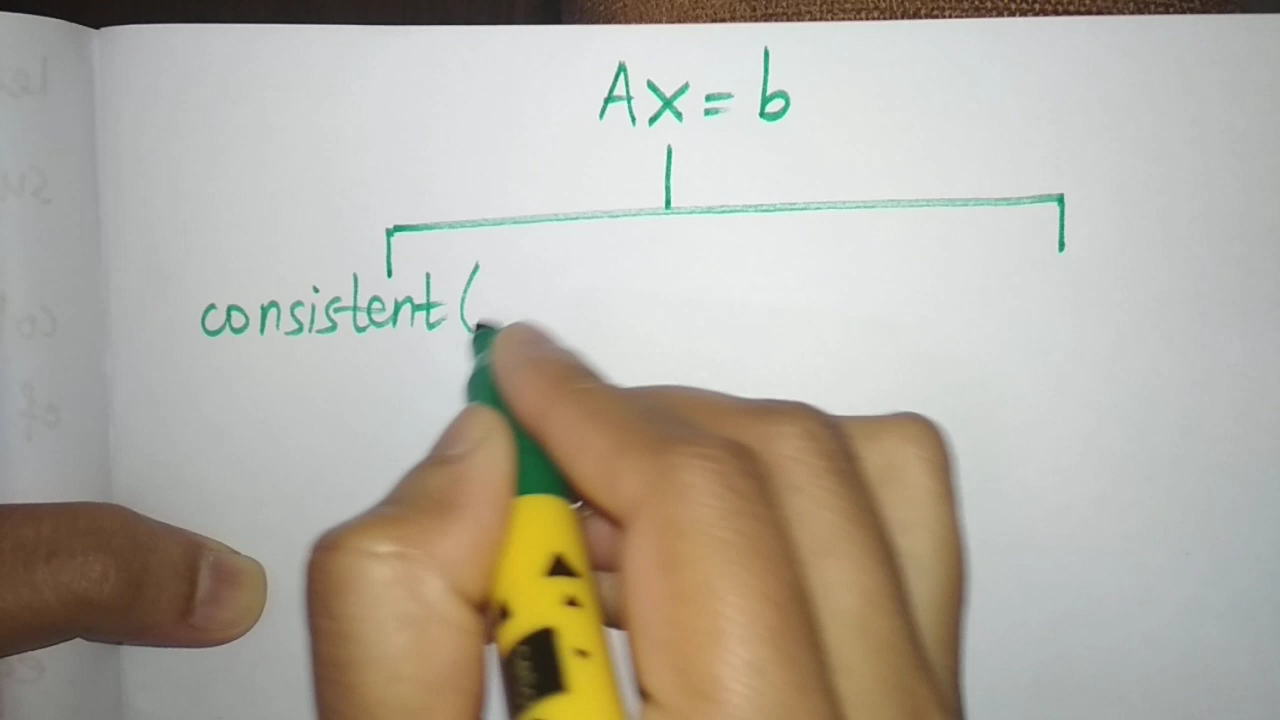 Ax = b
consistent (